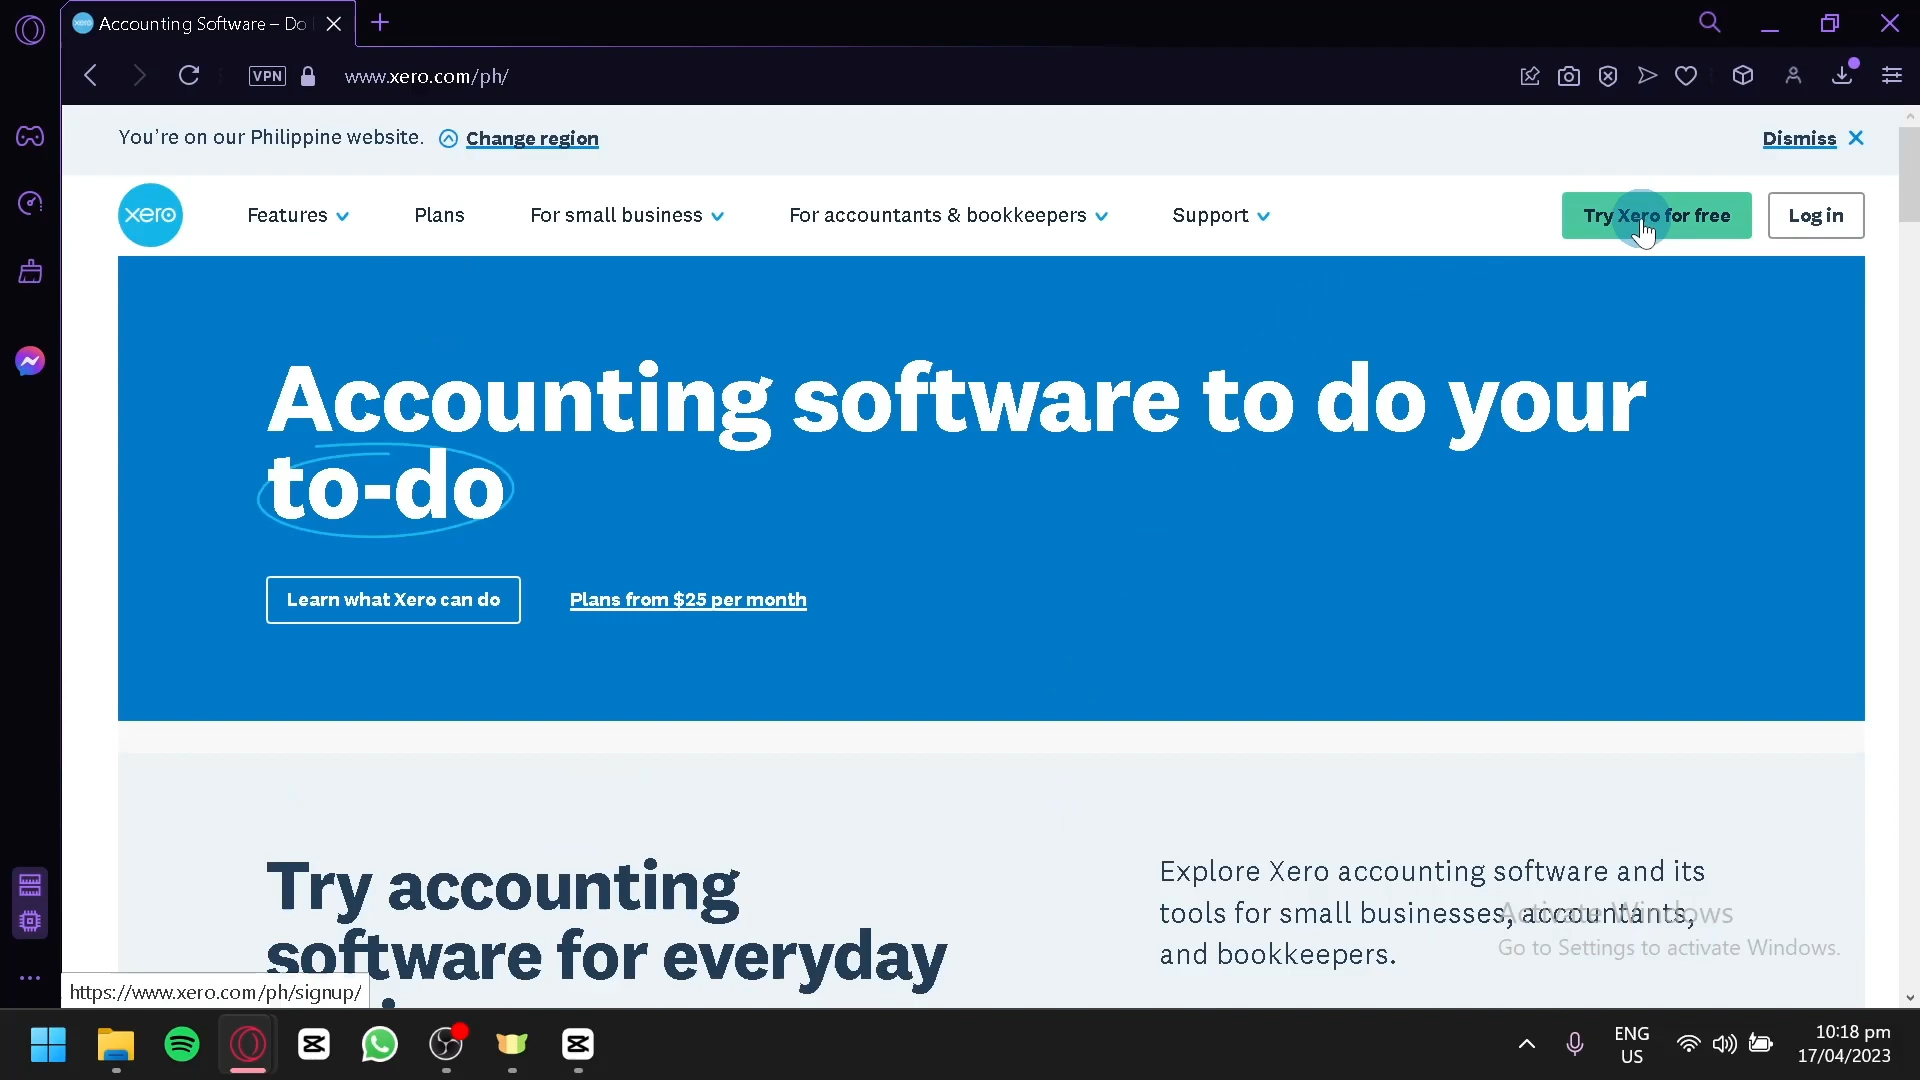 Accounting Software – Do
VPN
www.xero.com/ph/
You're on our Philippine website. Change region
Dismiss
xero
Features
Plans
For small business
For accountants & bookkeepers
Support
Try Xero for free
Log in
Accounting software to do your
to-do
Learn what Xero can do
Plans from $25 per month
Try accounting
software for everyday
Explore Xero accounting software and its
tools for small businesses, accountants,
and bookkeepers.
Activate Windows
Go to Settings to activate Windows.
https://www.xero.com/ph/signup/
ENG
US
10:18 pm
17/04/2023